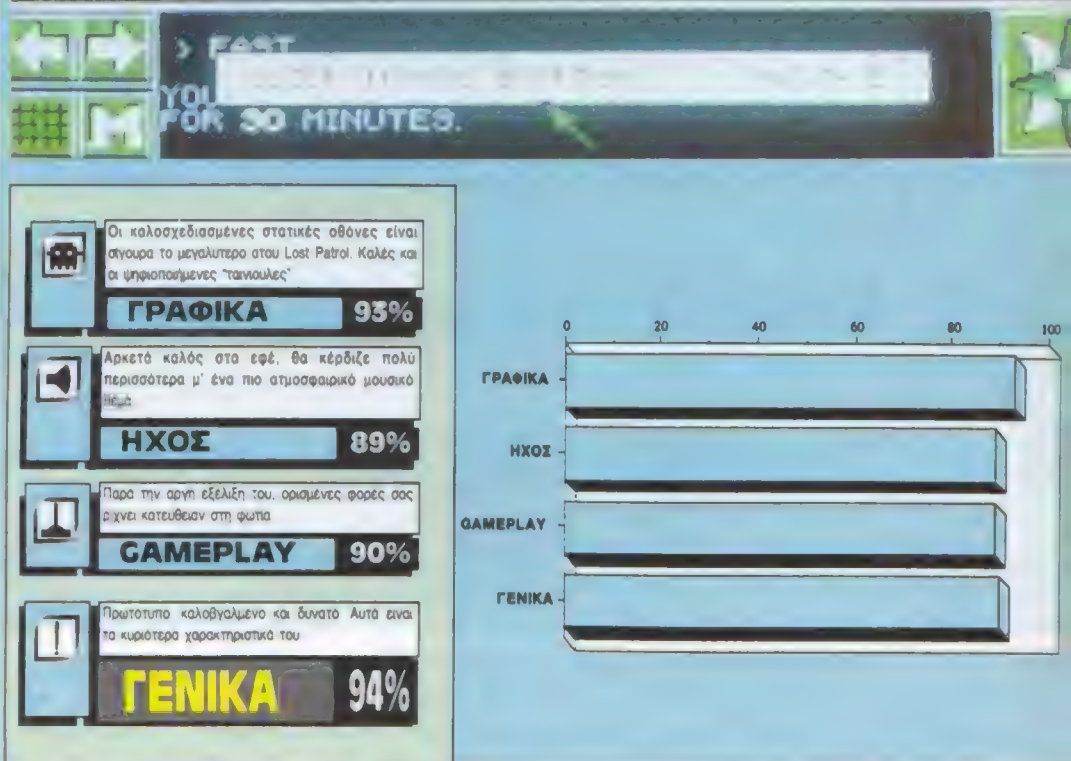 > FAST
YOU
FOR 30 MINUTES.
Οι καλοσχεδιασμένες στατικές οθόνες είναι
σίγουρα το μεγαλύτερο ατου Lost Patrol. Καλές και
οι ψηφιοποιημένες "ταινιούλες"
ΓΡΑΦΙΚΑ 93%
Αρκετά καλός στα εφέ, θα κέρδιζε πολύ
περισσότερα μ' ένα πιο ατμοσφαιρικό μουσικό
θέμα
ΗΧΟΣ 89%
Παρά την αργή εξέλιξη του, ορισμένες φορές σας
ρίχνει κατευθείαν στη φωτιά
GAMEPLAY 90%
Πρωτότυπο καλοβγαλμένο και δυνατό Αυτά είναι
τα κυριότερα χαρακτηριστικά του
ΓΕΝΙΚΑ 94%
0 20 40 60 80 100
ΓΡΑΦΙΚΑ
ΗΧΟΣ
GAMEPLAY
ΓΕΝΙΚΑ